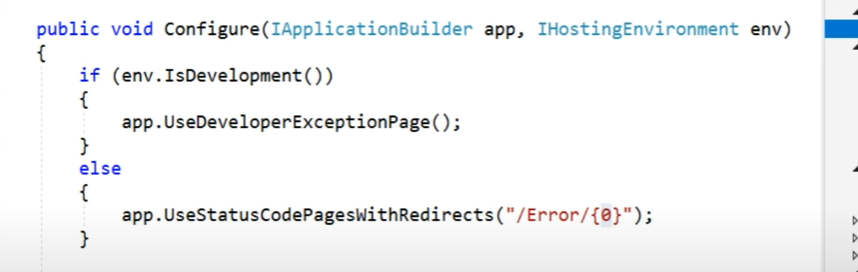 public void Configure(IApplicationBuilder app, IHostingEnvironment env)
{
if (env.IsDevelopment())
{
app.UseDeveloperExceptionPage();
}
else
{
app.UseStatusCodePagesWithRedirects("/Error/{0}");
}